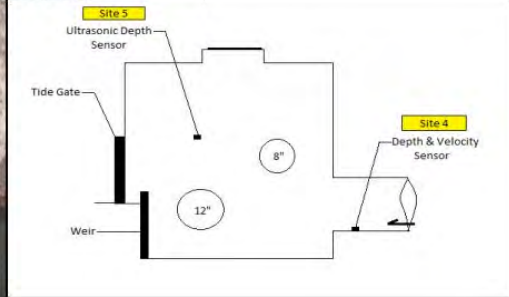 Site 5
Ultrasonic Depth
Sensor
Tide Gate
Site 4
Depth & Velocity
Sensor
8"
12"
Weir